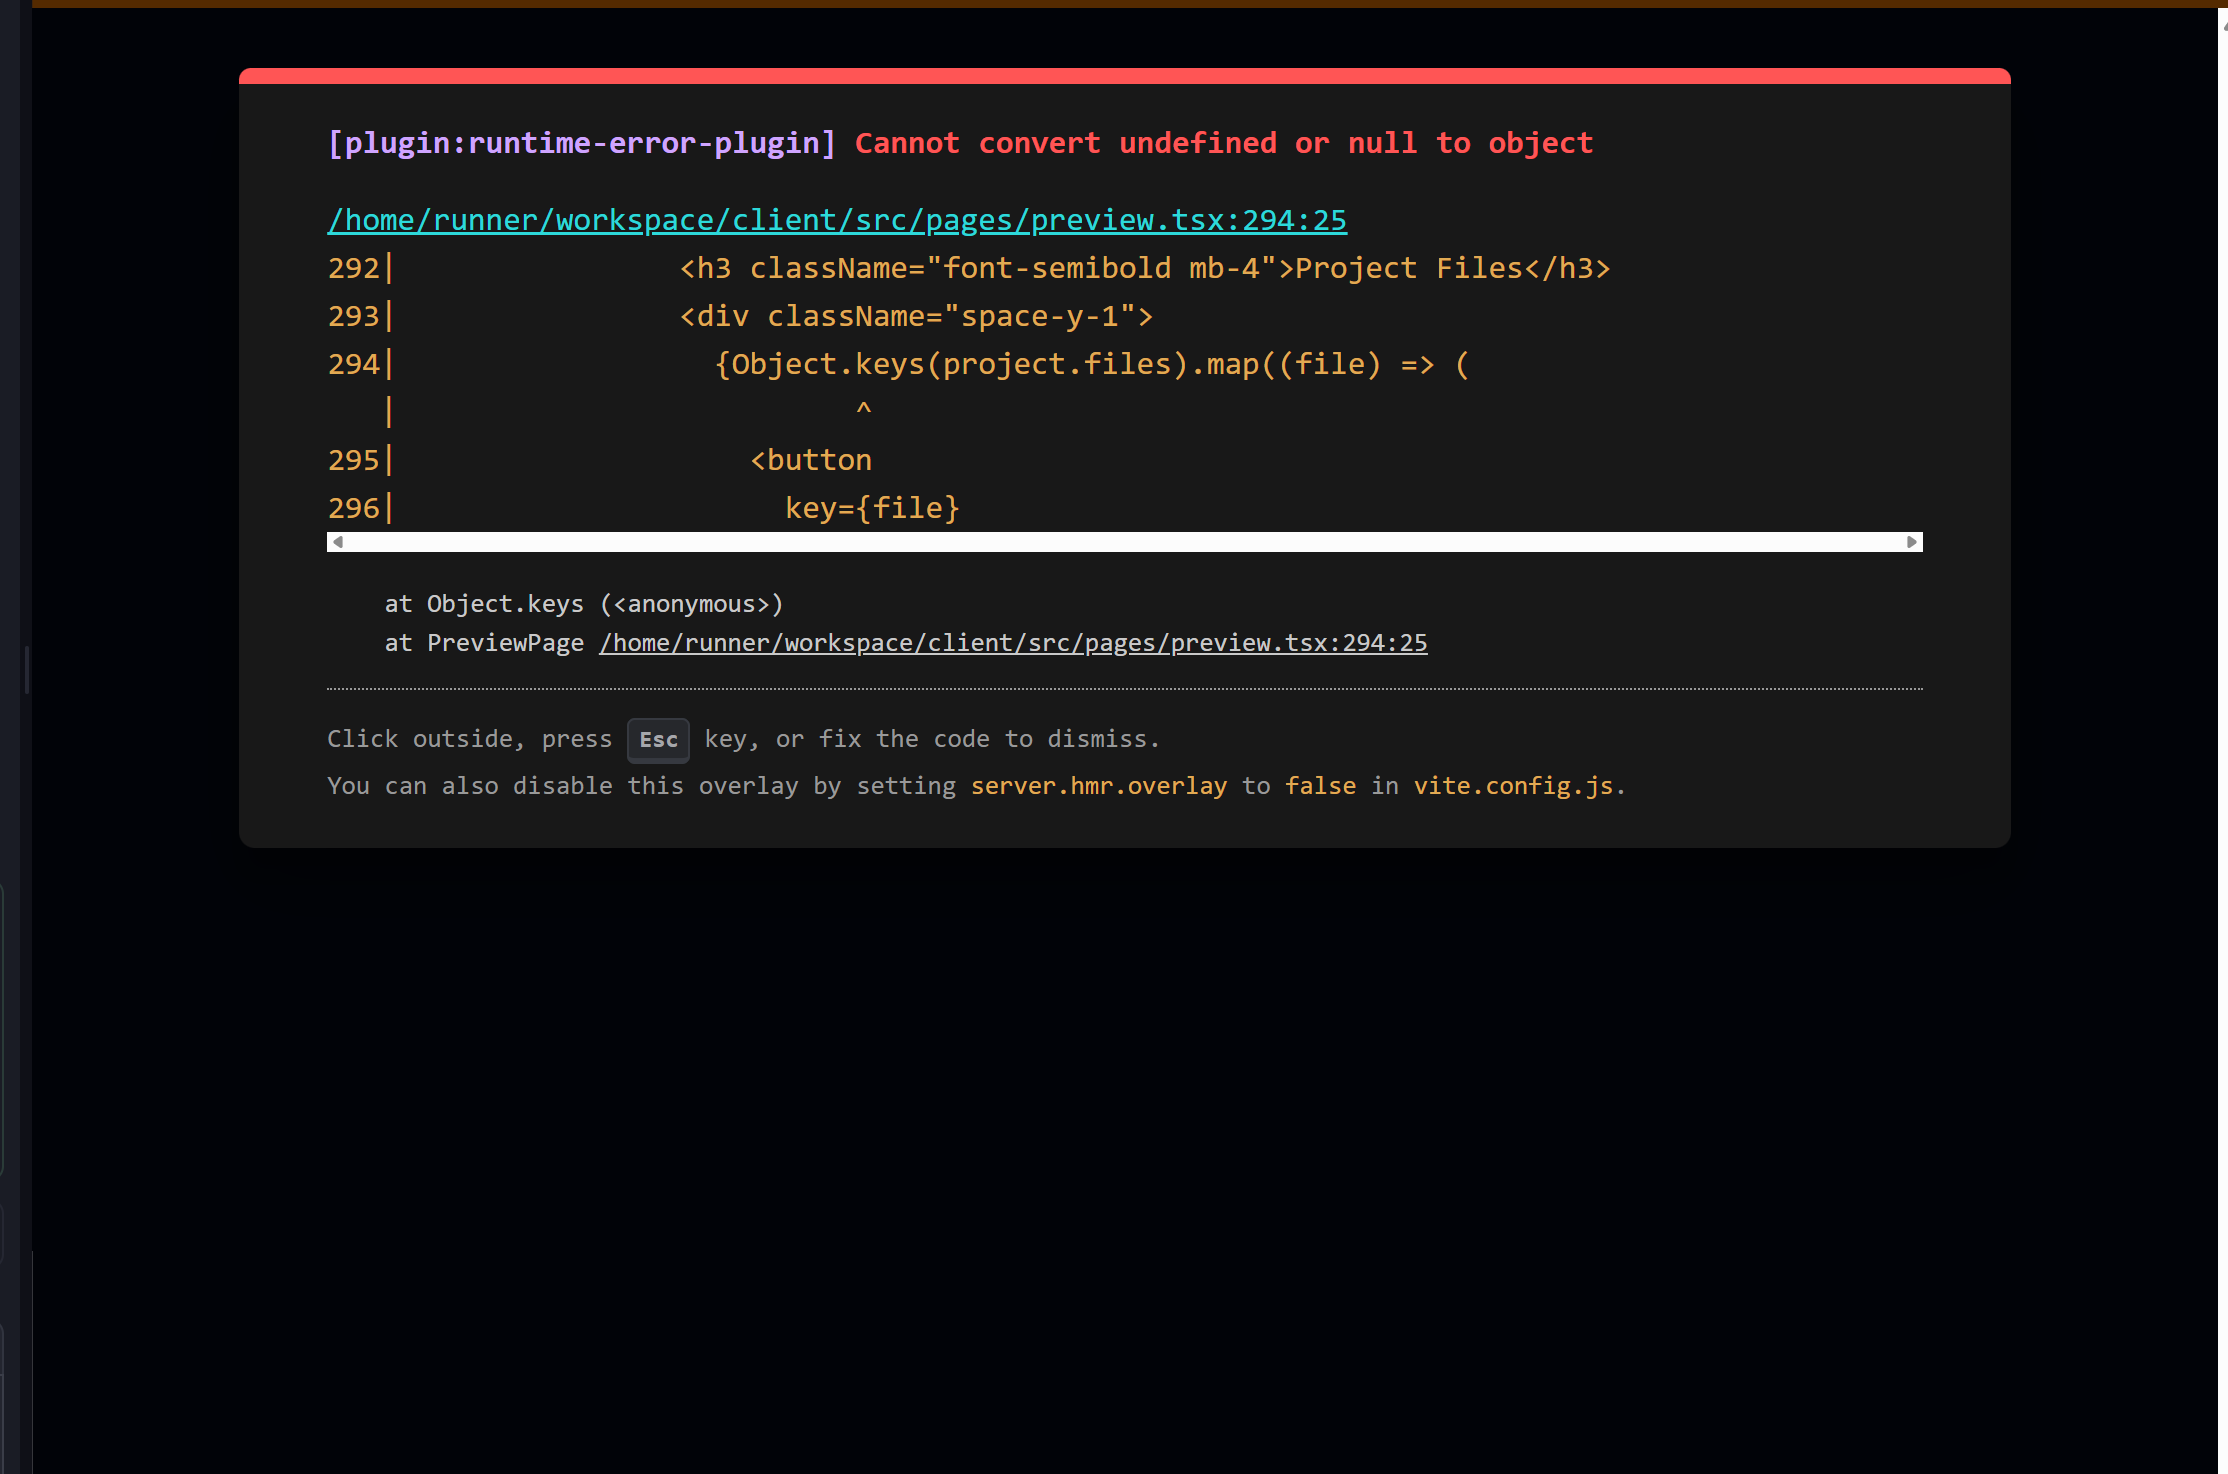 [plugin:runtime-error-plugin] Cannot convert undefined or null to object
/home/runner/workspace/client/src/pages/preview.tsx:294:25
292|                <h3 className="font-semibold mb-4">Project Files</h3>
293|                <div className="space-y-1">
294|                  {Object.keys(project.files).map((file) => (
   |                          ^
295|                    <button
296|                      key={file}
at Object.keys (<anonymous>)
at PreviewPage /home/runner/workspace/client/src/pages/preview.tsx:294:25
Click outside, press Esc key, or fix the code to dismiss.
You can also disable this overlay by setting server.hmr.overlay to false in vite.config.js.